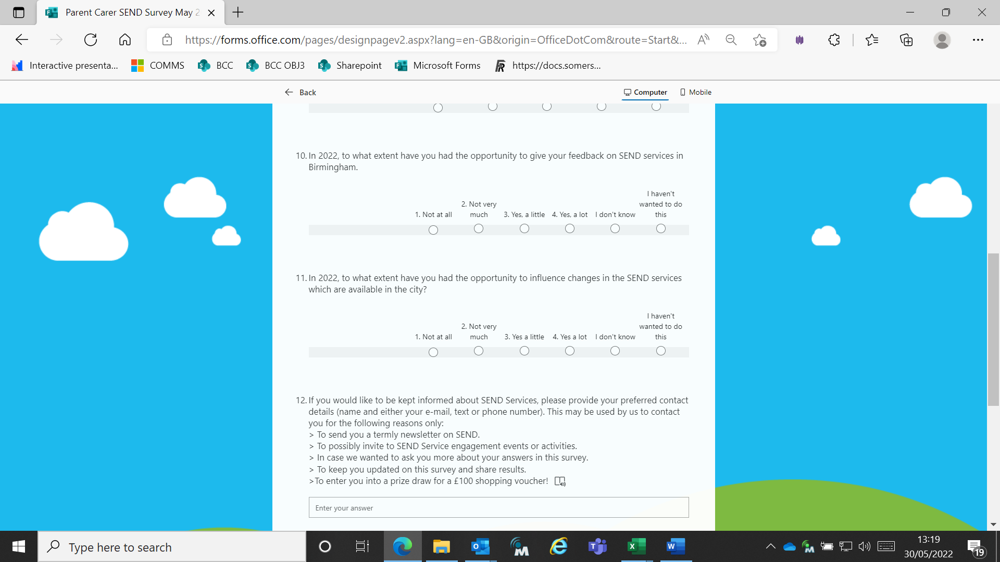 Parent Carer SEND Survey May 2
https://forms.office.com/pages/designpagev2.aspx?lang=en-GB&origin=OfficeDotCom&route=Start&...
Interactive presenta...
COMMS
BCC
BCC OBJ3
Sharepoint
Microsoft Forms
https://docs.somers...
Back
Computer
Mobile
10. In 2022, to what extent have you had the opportunity to give your feedback on SEND services in
Birmingham.
I haven't
2. Not very wanted to do
1. Not at all much 3. Yes, a little 4. Yes, a lot I don't know this
11. In 2022, to what extent have you had the opportunity to influence changes in the SEND services
which are available in the city?
I haven't
2. Not very wanted to do
1. Not at all much 3. Yes a little 4. Yes a lot I don't know this
12. If you would like to be kept informed about SEND Services, please provide your preferred contact
details (name and either your e-mail, text or phone number). This may be used by us to contact
you for the following reasons only:
> To send you a termly newsletter on SEND.
> To possibly invite to SEND Service engagement events or activities.
> In case we wanted to ask you more about your answers in this survey.
> To keep you updated on this survey and share results.
>To enter you into a prize draw for a £100 shopping voucher!
Enter your answer
Type here to search
13:19
30/05/2022
19